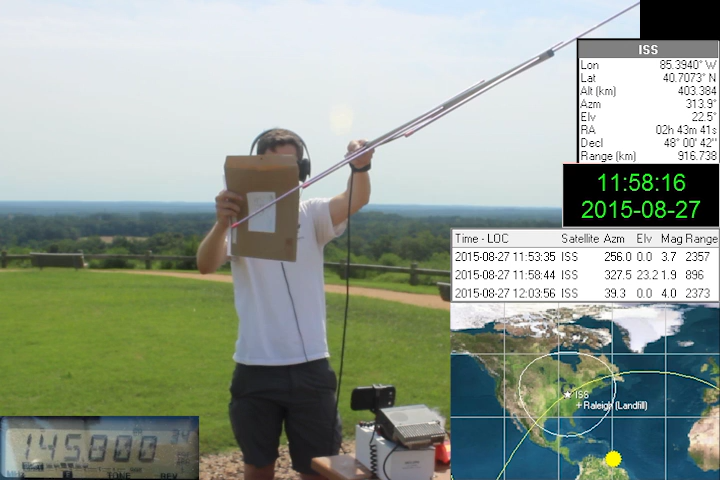 ISS
Lon 85.3940° W
Lat 40.7073° N
Alt (km) 403.384
Azm 313.9°
Elv 22.5°
RA 02h 43m 41s
Decl 48° 00' 42''
Range (km) 916.738
11:58:16
2015-08-27
Time - LOC Satellite Azm Elv Mag Range
2015-08-27 11:53:35 ISS 256.0 0.0 3.7 2357
2015-08-27 11:58:44 ISS 327.5 23.2 1.9 896
2015-08-27 12:03:56 ISS 39.3 0.0 4.0 2373
ISS
Raleigh (Landfill)
145.800
TONE REV